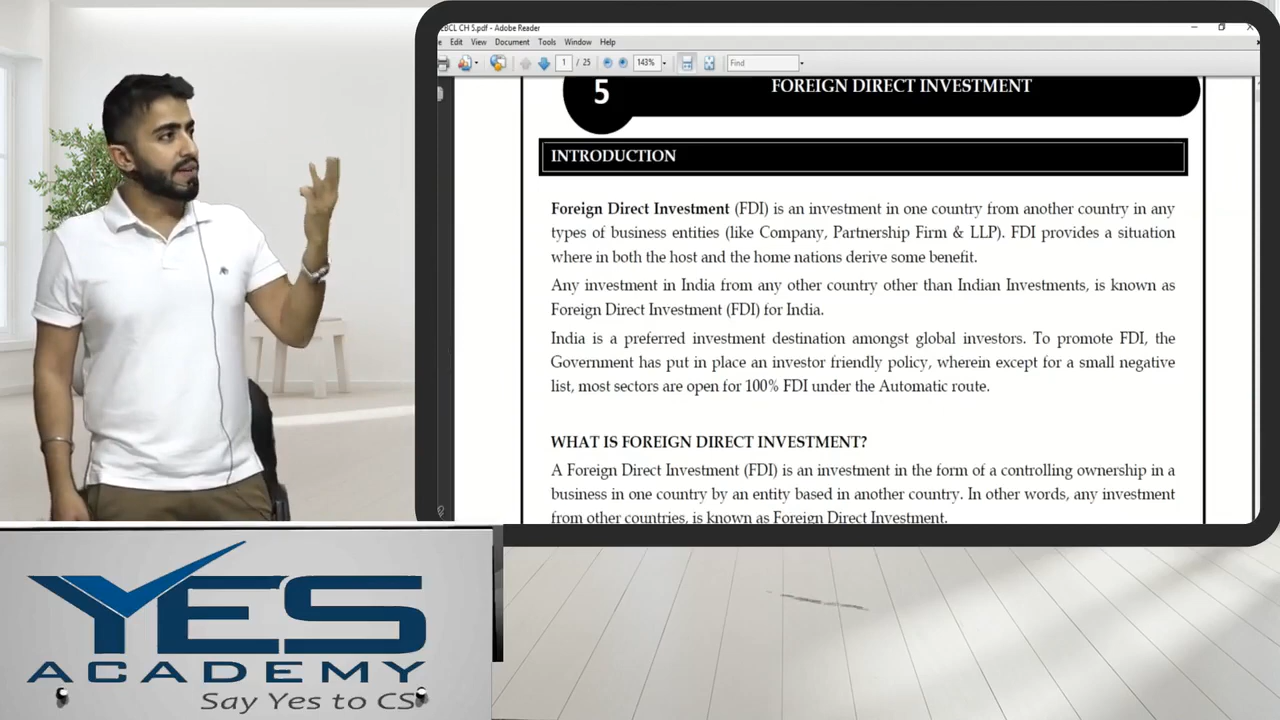 EBCL CH 5.pdf - Adobe Reader
Edit View Document Tools Window Help
1 / 25 143% Find
5 FOREIGN DIRECT INVESTMENT
INTRODUCTION
Foreign Direct Investment (FDI) is an investment in one country from another country in any
types of business entities (like Company, Partnership Firm & LLP). FDI provides a situation
where in both the host and the home nations derive some benefit.
Any investment in India from any other country other than Indian Investments, is known as
Foreign Direct Investment (FDI) for India.
India is a preferred investment destination amongst global investors. To promote FDI, the
Government has put in place an investor friendly policy, wherein except for a small negative
list, most sectors are open for 100% FDI under the Automatic route.
WHAT IS FOREIGN DIRECT INVESTMENT?
A Foreign Direct Investment (FDI) is an investment in the form of a controlling ownership in a
business in one country by an entity based in another country. In other words, any investment
from other countries, is known as Foreign Direct Investment.
YES
ACADEMY
Say Yes to CS